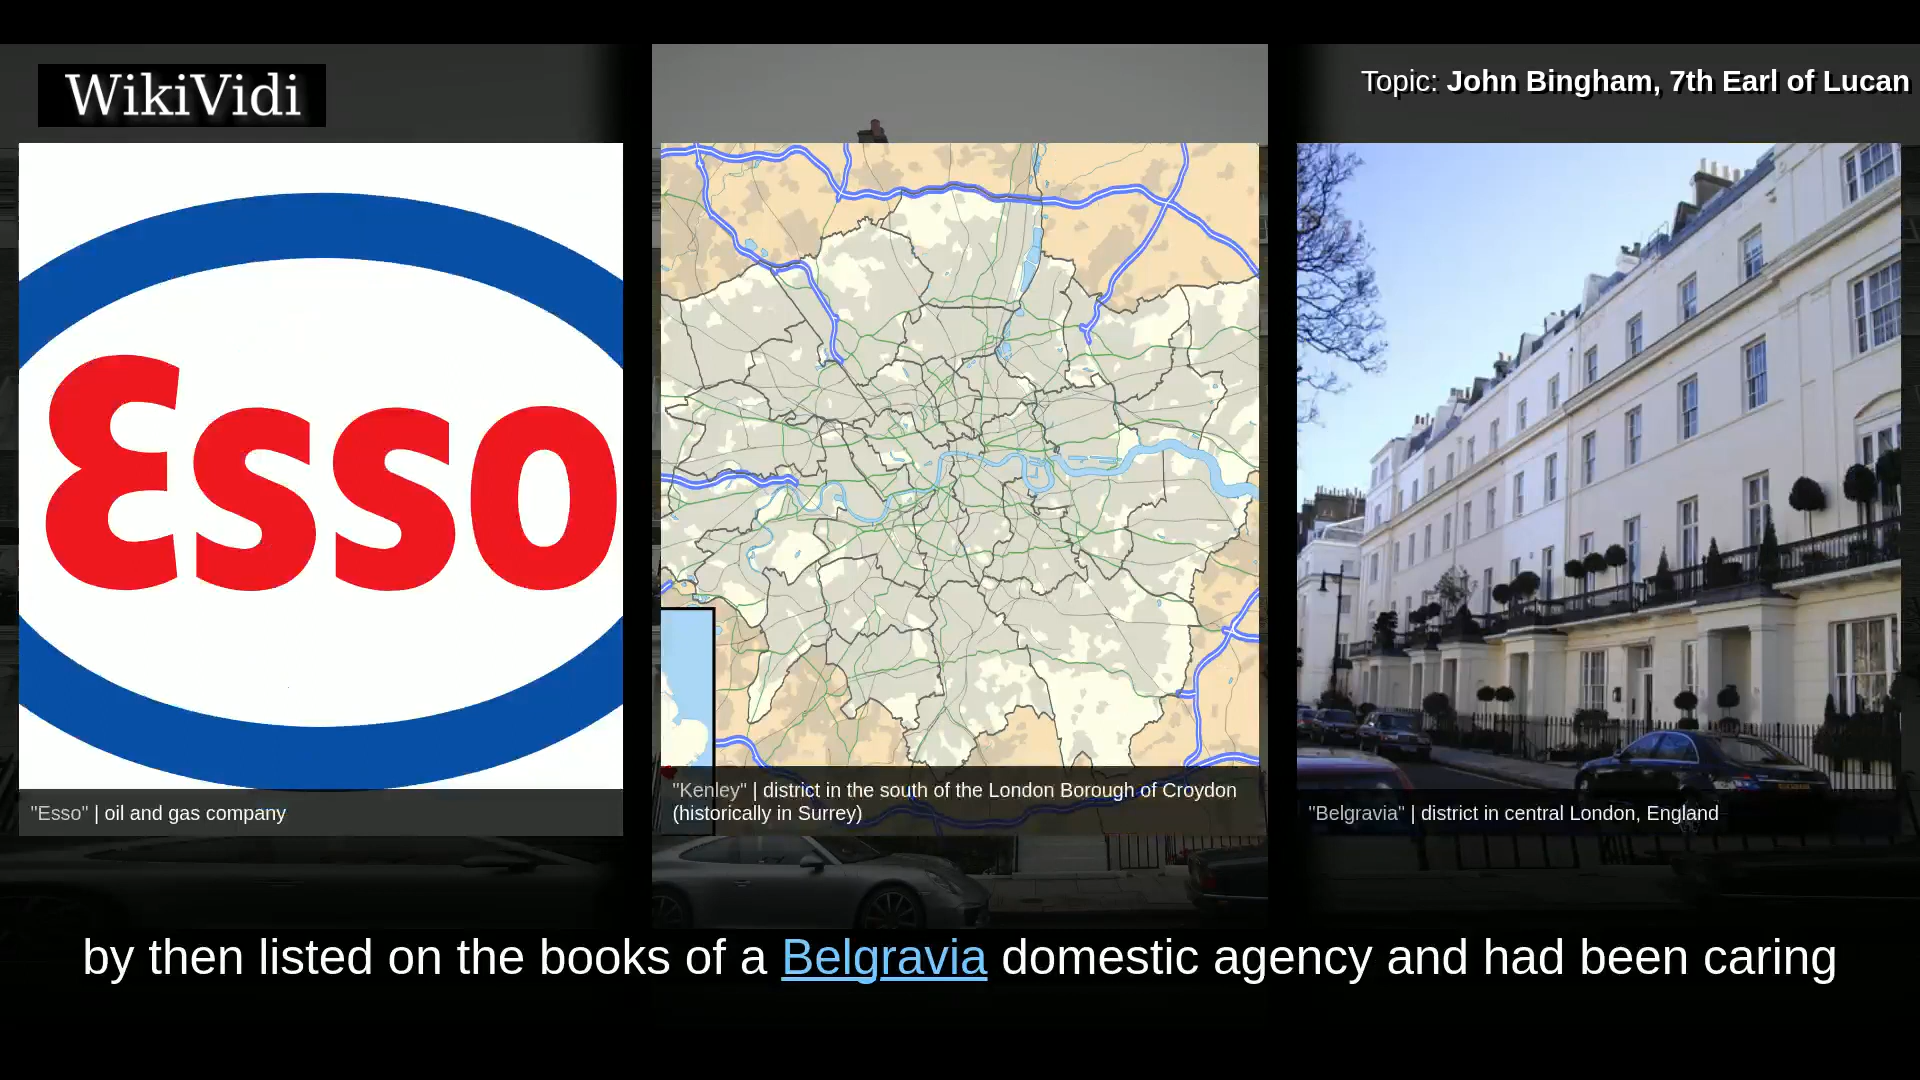 WikiVidi
Topic: John Bingham, 7th Earl of Lucan
Esso
"Esso" | oil and gas company
"Kenley" | district in the south of the London Borough of Croydon
(historically in Surrey)
"Belgravia" | district in central London, England
by then listed on the books of a Belgravia domestic agency and had been caring